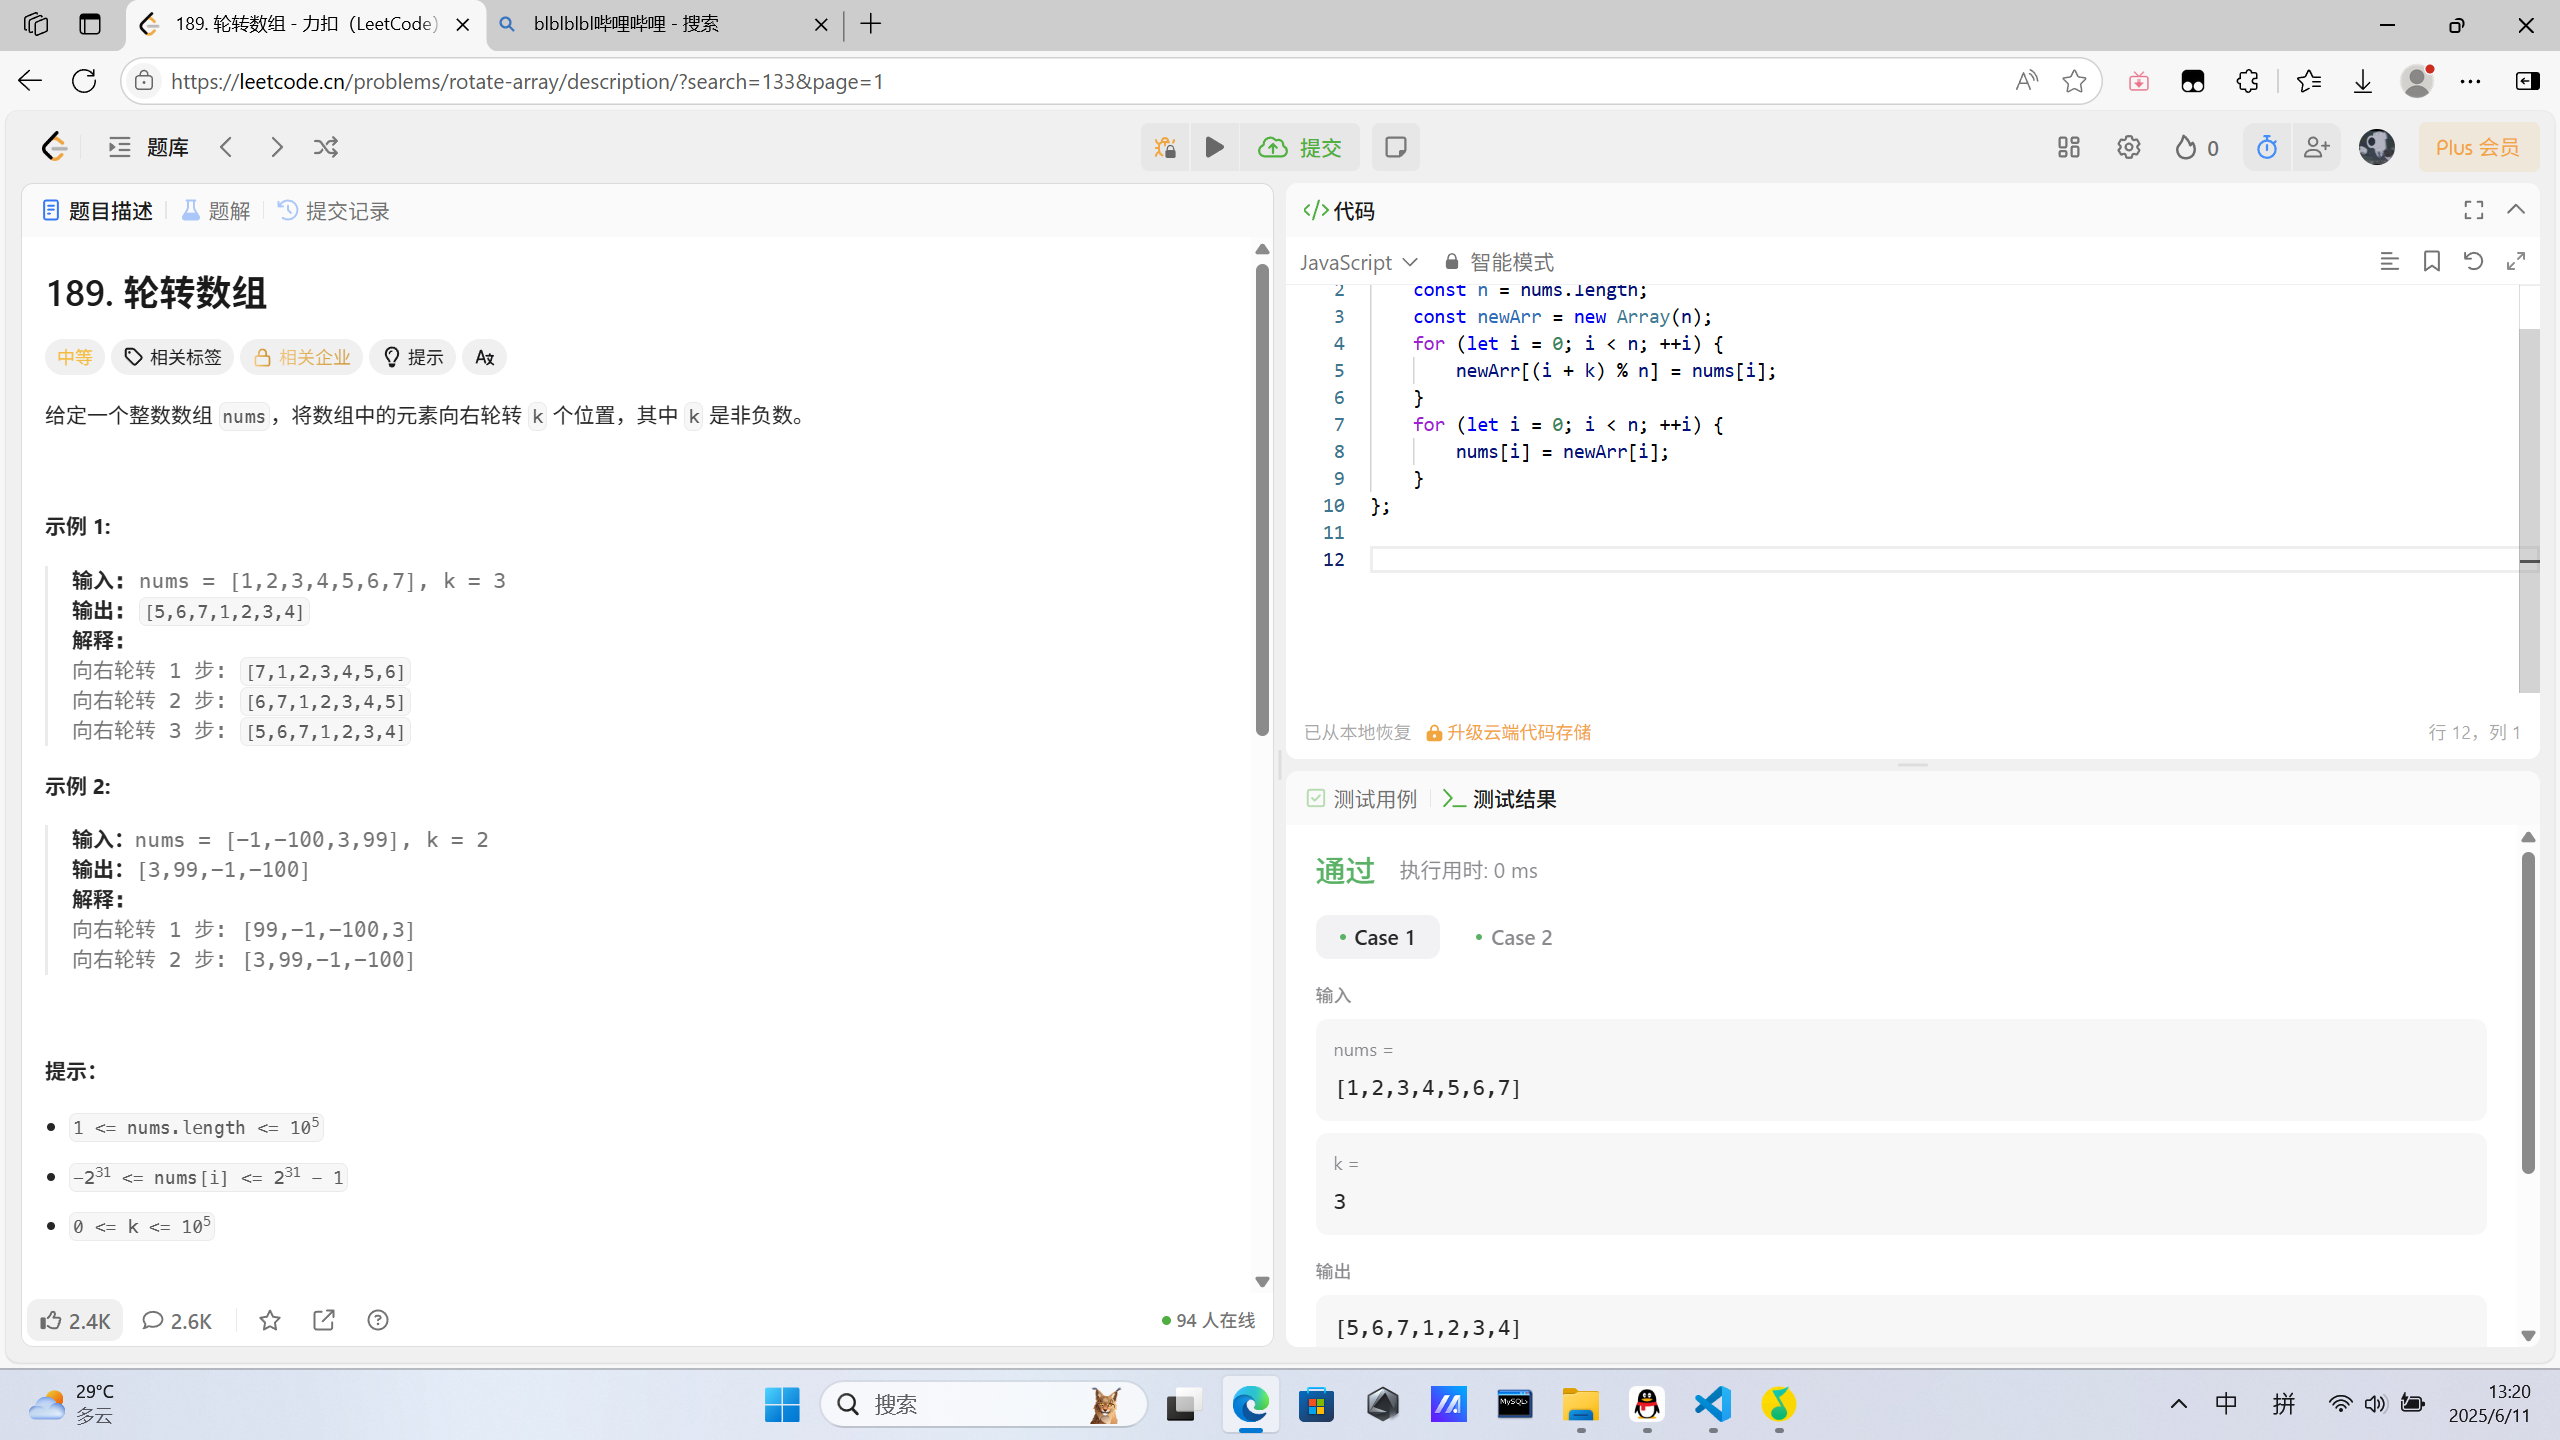 189. 轮转数组 - 力扣（LeetCode）
blblblbl哔哩哔哩 - 搜索
https://leetcode.cn/problems/rotate-array/description/?search=133&page=1
题库
提交
0
Plus 会员
题目描述
题解
提交记录
189. 轮转数组
中等
相关标签
相关企业
提示
给定一个整数数组 nums，将数组中的元素向右轮转 k 个位置，其中 k 是非负数。
示例 1:
输入: nums = [1,2,3,4,5,6,7], k = 3
输出: [5,6,7,1,2,3,4]
解释:
向右轮转 1 步: [7,1,2,3,4,5,6]
向右轮转 2 步: [6,7,1,2,3,4,5]
向右轮转 3 步: [5,6,7,1,2,3,4]
示例 2:
输入：nums = [-1,-100,3,99], k = 2
输出：[3,99,-1,-100]
解释:
向右轮转 1 步: [99,-1,-100,3]
向右轮转 2 步: [3,99,-1,-100]
提示：
1 <= nums.length <= 10⁵
-2³¹ <= nums[i] <= 2³¹ - 1
0 <= k <= 10⁵
2.4K
2.6K
94 人在线
代码
JavaScript
智能模式
2 const n = nums.length;
3 const newArr = new Array(n);
4 for (let i = 0; i < n; ++i) {
5 newArr[(i + k) % n] = nums[i];
6 }
7 for (let i = 0; i < n; ++i) {
8 nums[i] = newArr[i];
9 }
10 };
11
12
已从本地恢复
升级云端代码存储
行 12，列 1
测试用例
测试结果
通过
执行用时: 0 ms
Case 1
Case 2
输入
nums =
[1,2,3,4,5,6,7]
k =
3
输出
[5,6,7,1,2,3,4]
29°C
多云
搜索
MySQL
中
拼
13:20
2025/6/11